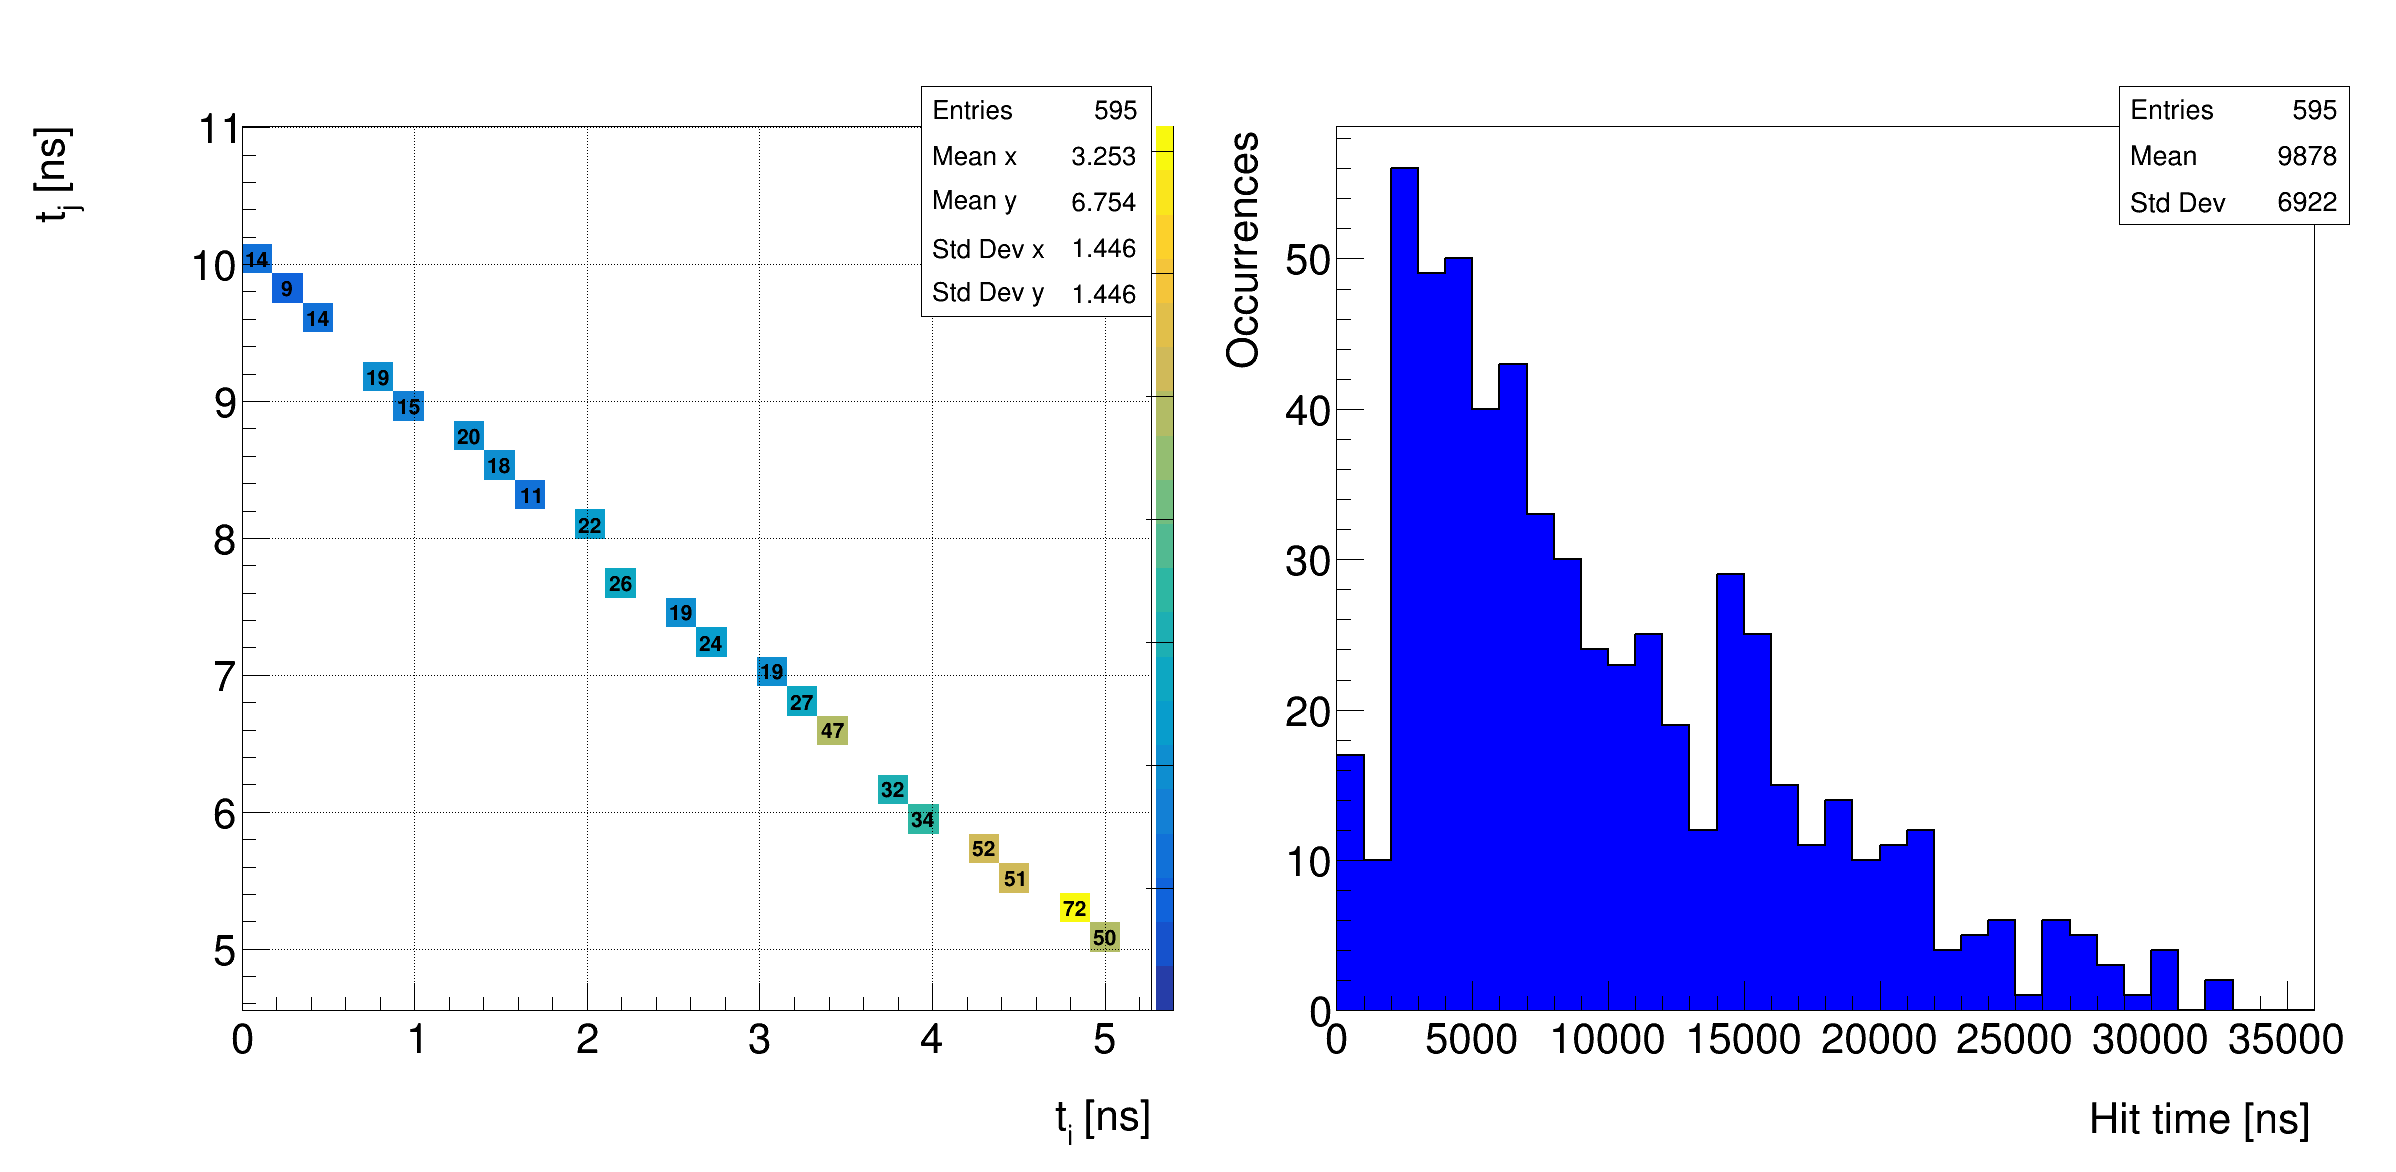 Entries 595
Mean x 3.253
Mean y 6.754
Std Dev x 1.446
Std Dev y 1.446
t_j [ns]
11
10
9
8
7
6
5
14
9
14
19
15
20
18
11
22
26
19
24
19
27
47
32
34
52
51
72
50
0 1 2 3 4 5
t_i [ns]
Entries 595
Mean 9878
Std Dev 6922
Occurrences
50
40
30
20
10
0
0 5000 10000 15000 20000 25000 30000 35000
Hit time [ns]